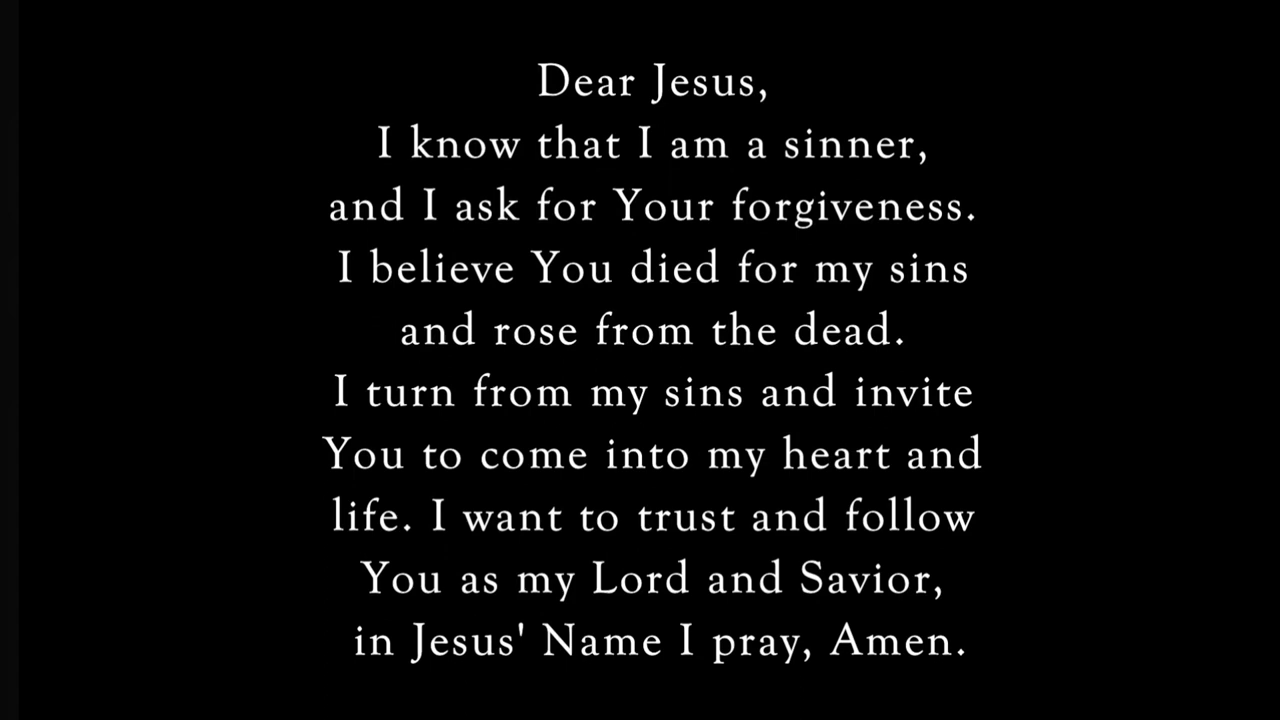 Dear Jesus,
I know that I am a sinner,
and I ask for Your forgiveness.
I believe You died for my sins
and rose from the dead.
I turn from my sins and invite
You to come into my heart and
life. I want to trust and follow
You as my Lord and Savior,
in Jesus' Name I pray, Amen.